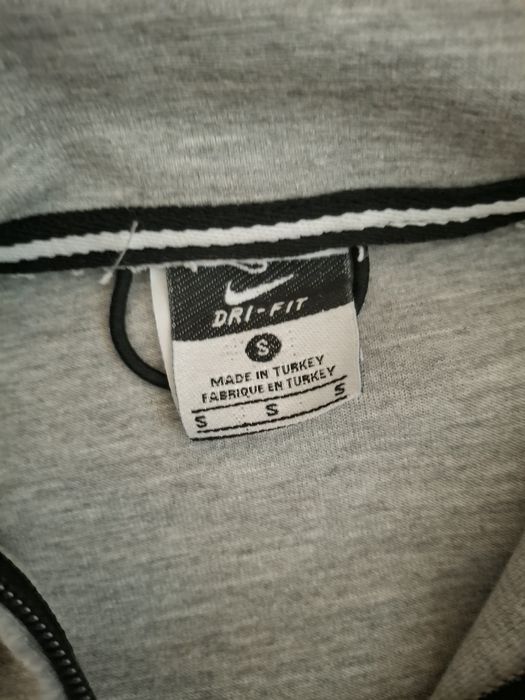 DRI-FIT
S
MADE IN TURKEY
FABRIQUE EN TURKEY
S S S